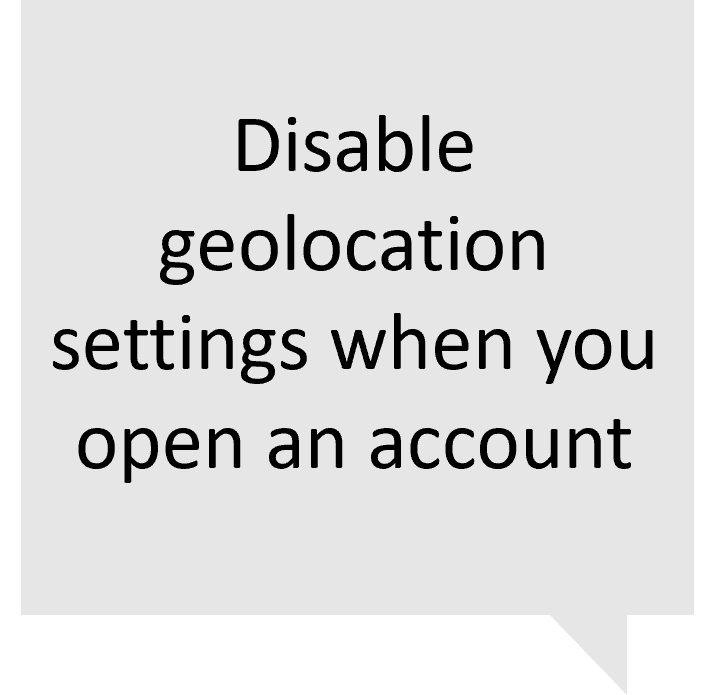 Disable
geolocation
settings when you
open an account